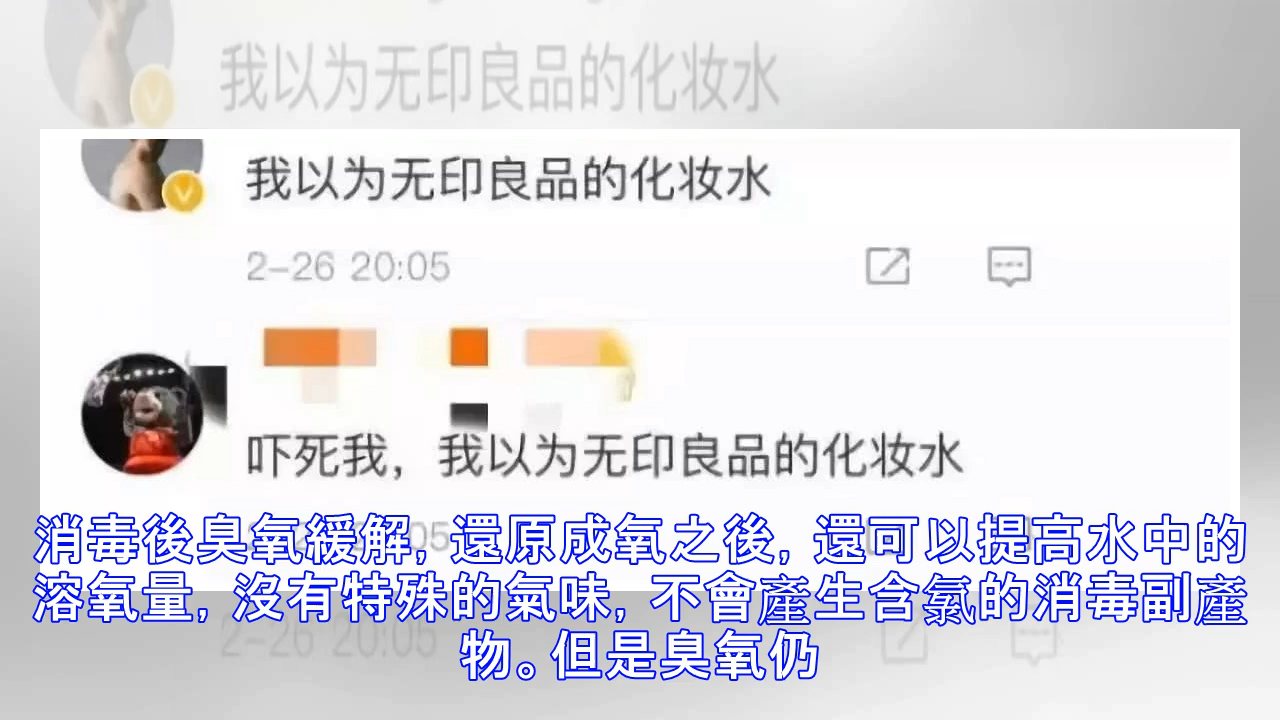 我以为无印良品的化妆水
我以为无印良品的化妆水
2-26 20:05
吓死我，我以为无印良品的化妆水
消毒後臭氧緩解，還原成氧之後，還可以提高水中的
溶氧量，沒有特殊的氣味，不會產生含氯的消毒副產
物。但是臭氧仍
2-26 20:05